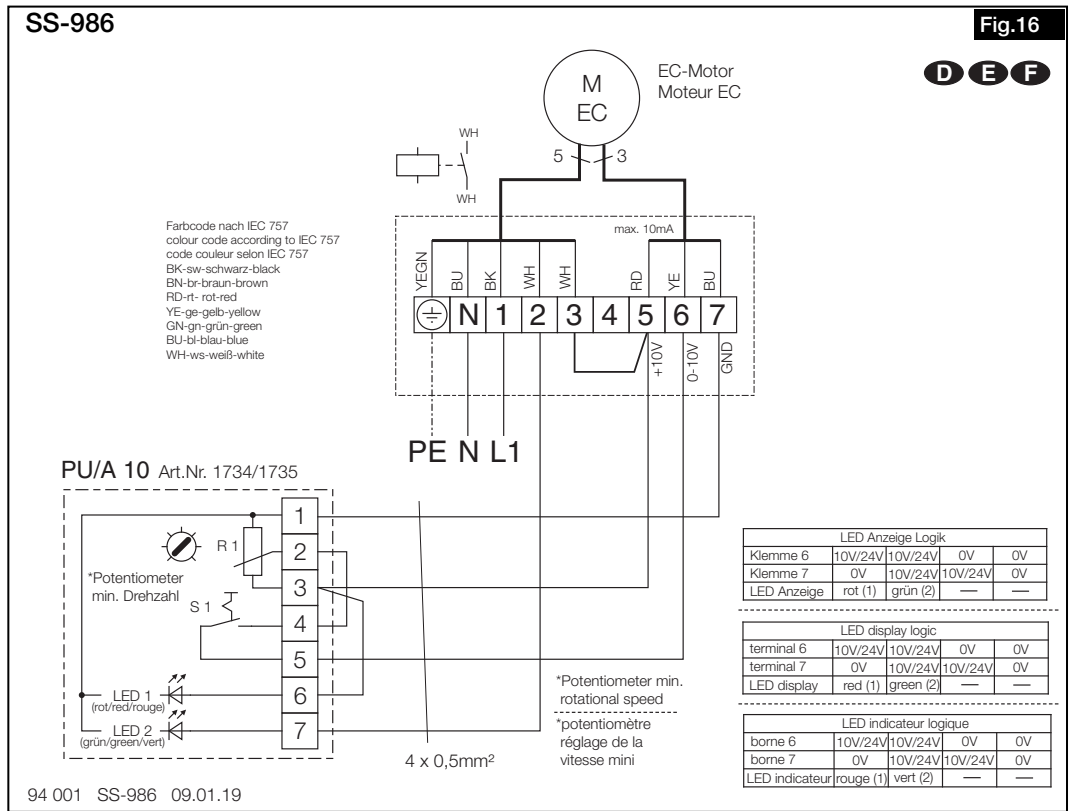 SS-986
Fig.16
D E F
M
EC
EC-Motor
Moteur EC
5
3
WH
WH
Farbcode nach IEC 757
colour code according to IEC 757
code couleur selon IEC 757
BK-sw-schwarz-black
BN-br-braun-brown
RD-rt- rot-red
YE-ge-gelb-yellow
GN-gn-grün-green
BU-bl-blau-blue
WH-ws-weiß-white
max. 10mA
YEGN BU BK WH WH RD YE BU
N 1 2 3 4 5 6 7
+10V 0-10V GND
PE N L1
PU/A 10 Art.Nr. 1734/1735
1
R 1
2
*Potentiometer
min. Drehzahl
3
S 1
4
5
LED 1
(rot/red/rouge)
6
LED 2
(grün/green/vert)
7
4 x 0,5mm²
*Potentiometer min.
rotational speed
*potentiomètre
réglage de la
vitesse mini
LED Anzeige Logik
Klemme 6 10V/24V 10V/24V 0V 0V
Klemme 7 0V 10V/24V 10V/24V 0V
LED Anzeige rot (1) grün (2) — —
LED display logic
terminal 6 10V/24V 10V/24V 0V 0V
terminal 7 0V 10V/24V 10V/24V 0V
LED display red (1) green (2) — —
LED indicateur logique
borne 6 10V/24V 10V/24V 0V 0V
borne 7 0V 10V/24V 10V/24V 0V
LED indicateur rouge (1) vert (2) — —
94 001 SS-986 09.01.19